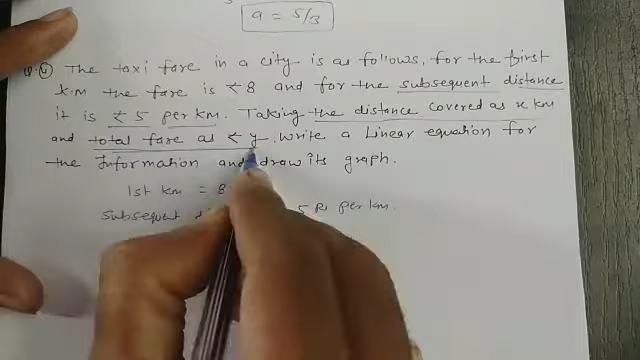 a = 5/3
Q.④ The taxi fare in a city is as follows, for the first
k.m the fare is ₹ 8 and for the subsequent distance
it is ₹ 5 per km. Taking the distance covered as x km
and total fare as ₹ y. Write a Linear equation for
the Information and draw its graph.
1st km = 8
Subsequent 5 Rs per km.